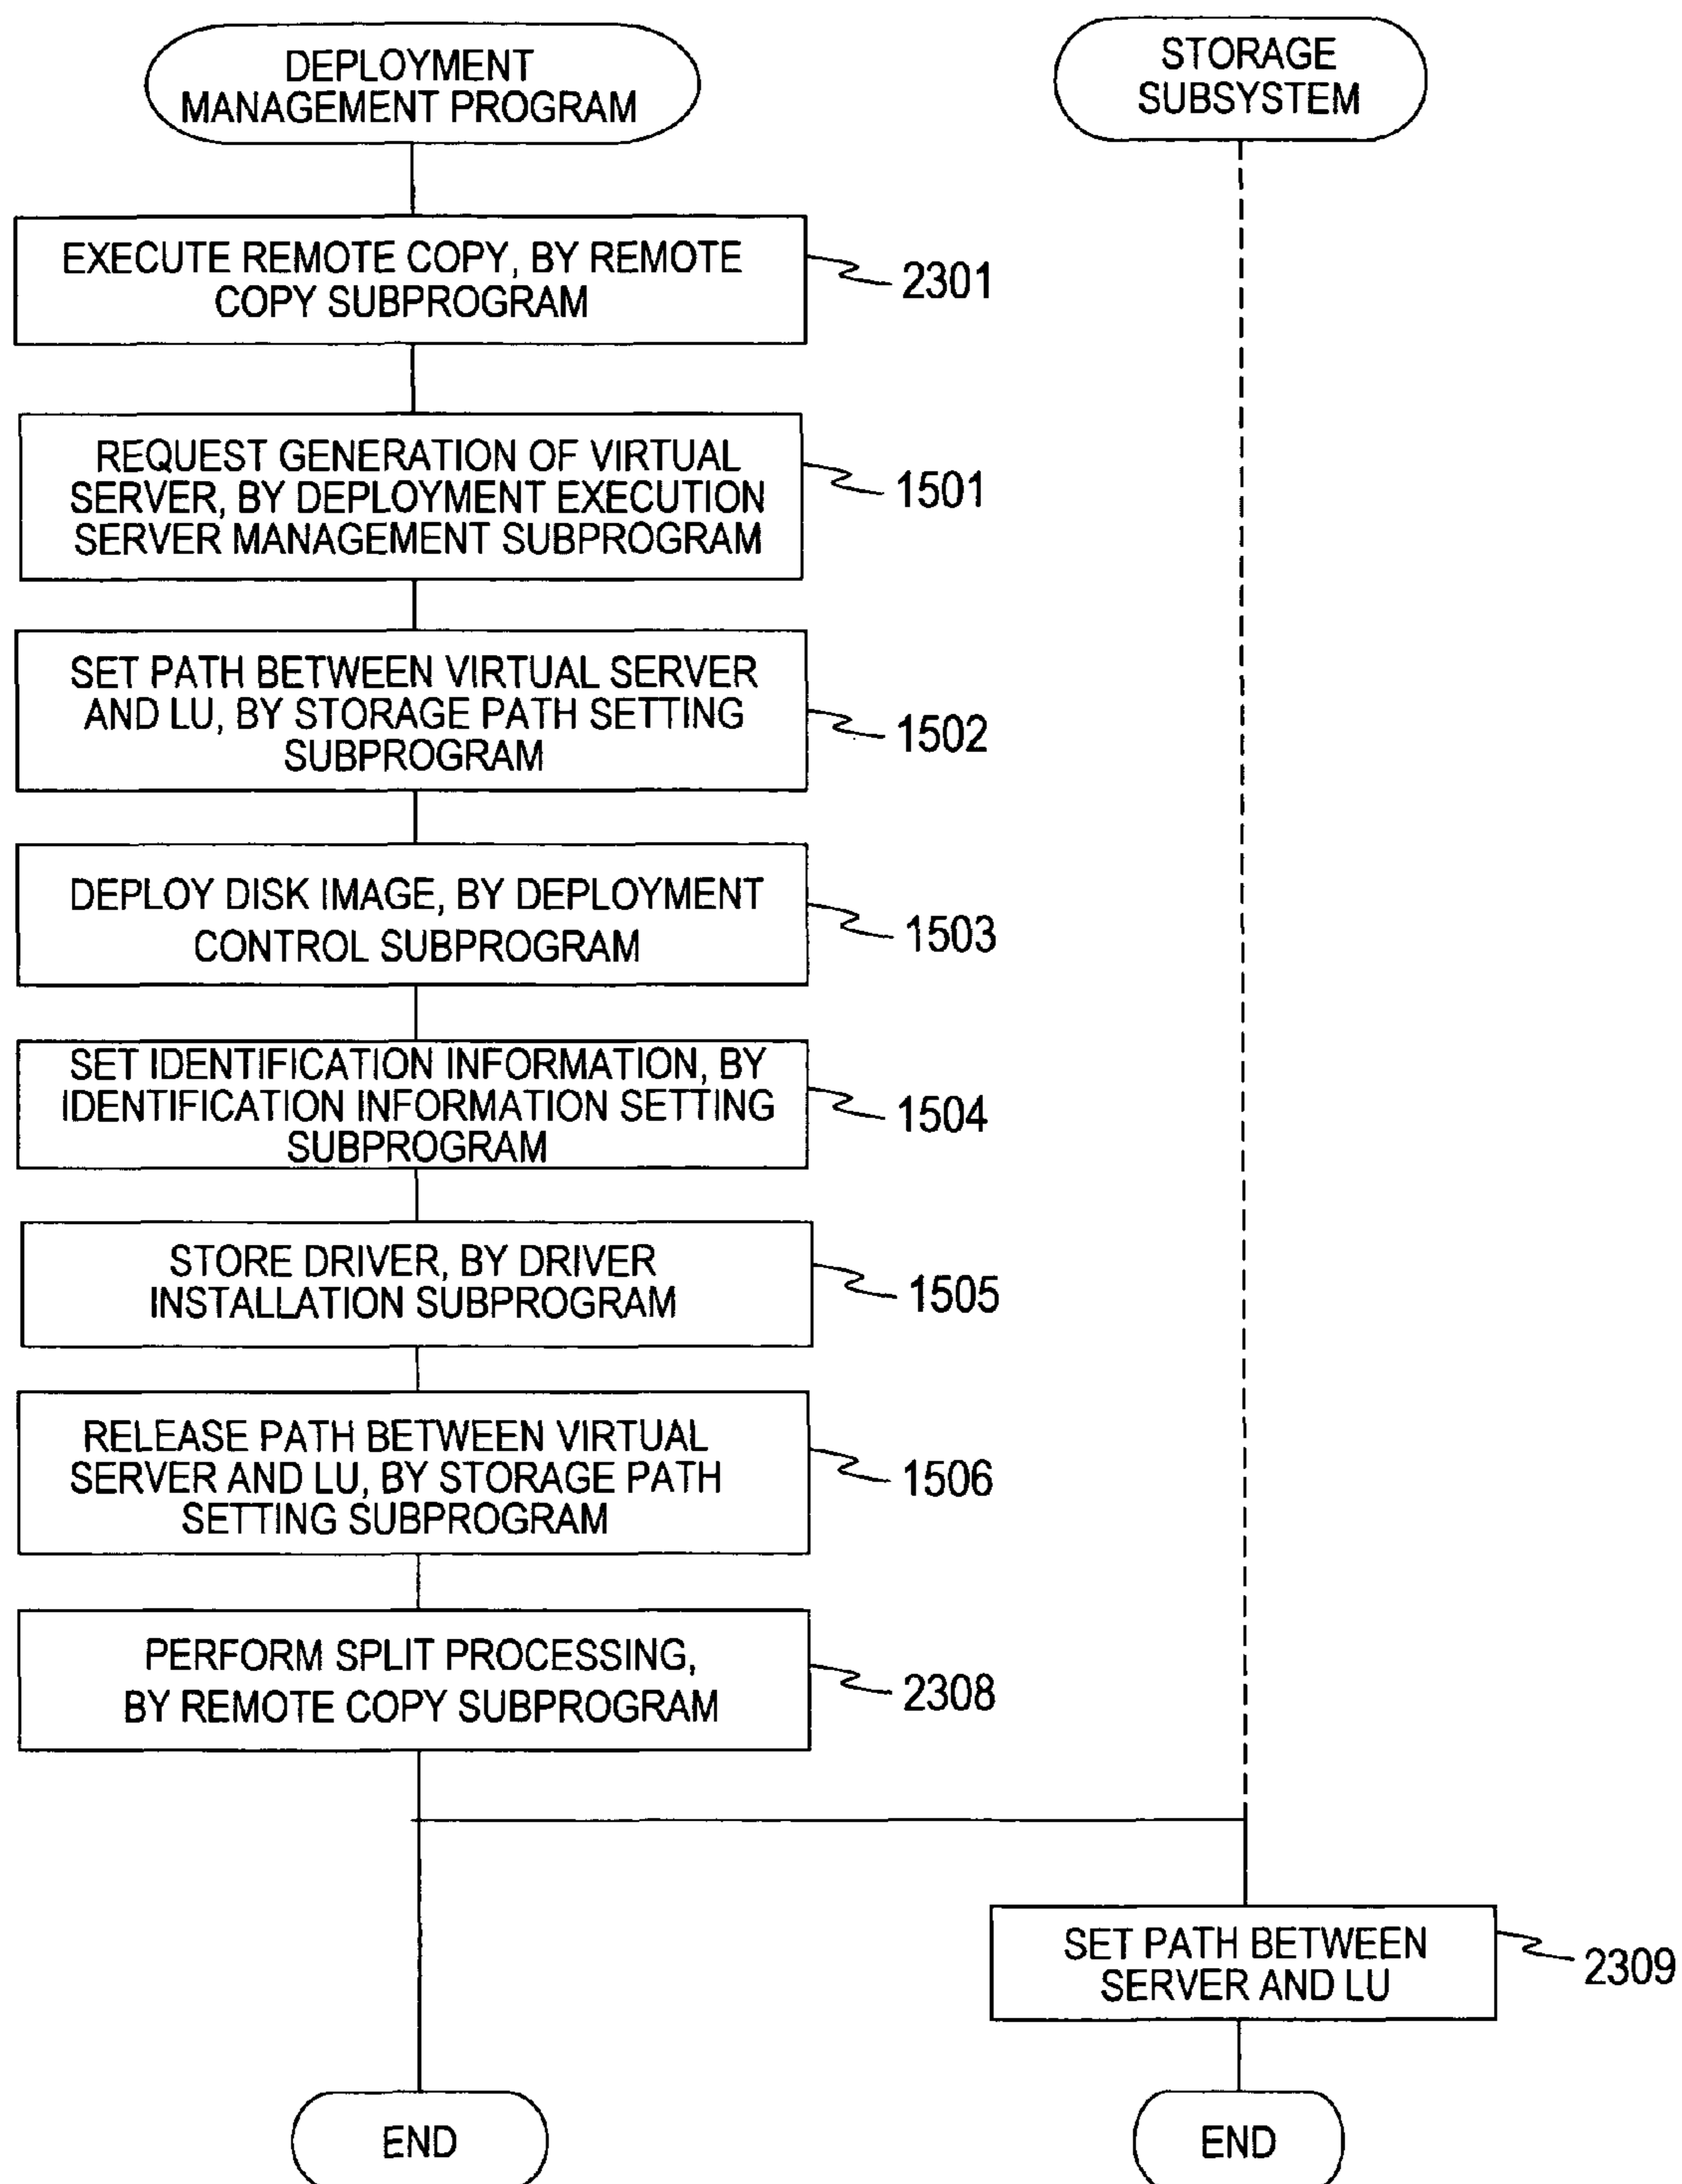 DEPLOYMENT
MANAGEMENT PROGRAM
STORAGE
SUBSYSTEM
EXECUTE REMOTE COPY, BY REMOTE
COPY SUBPROGRAM
2301
REQUEST GENERATION OF VIRTUAL
SERVER, BY DEPLOYMENT EXECUTION
SERVER MANAGEMENT SUBPROGRAM
1501
SET PATH BETWEEN VIRTUAL SERVER
AND LU, BY STORAGE PATH SETTING
SUBPROGRAM
1502
DEPLOY DISK IMAGE, BY DEPLOYMENT
CONTROL SUBPROGRAM
1503
SET IDENTIFICATION INFORMATION, BY
IDENTIFICATION INFORMATION SETTING
SUBPROGRAM
1504
STORE DRIVER, BY DRIVER
INSTALLATION SUBPROGRAM
1505
RELEASE PATH BETWEEN VIRTUAL
SERVER AND LU, BY STORAGE PATH
SETTING SUBPROGRAM
1506
PERFORM SPLIT PROCESSING,
BY REMOTE COPY SUBPROGRAM
2308
SET PATH BETWEEN
SERVER AND LU
2309
END
END